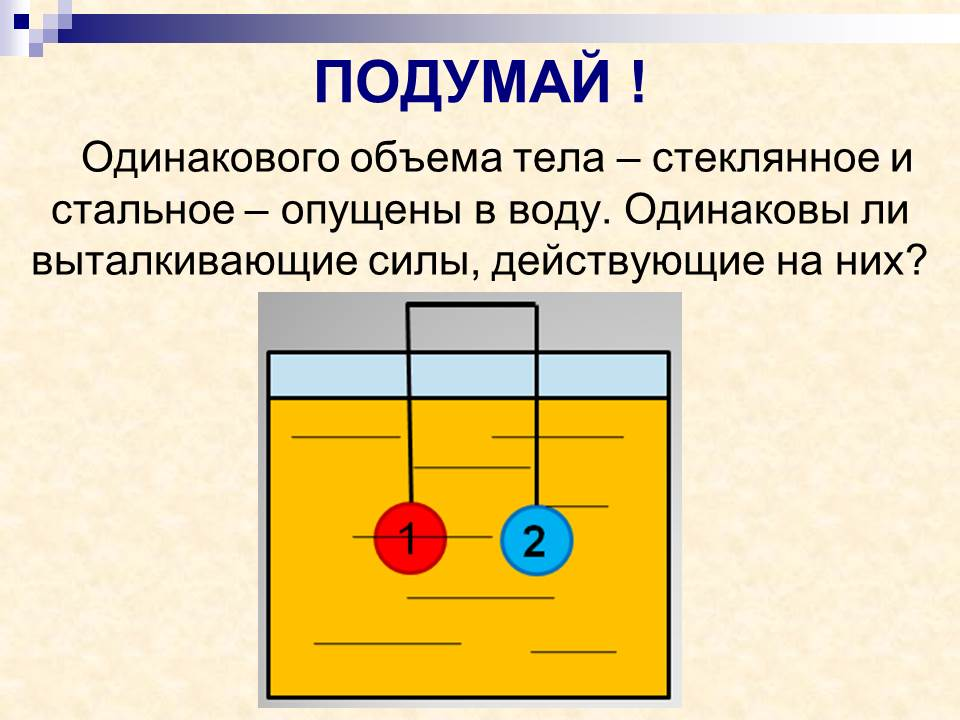 ПОДУМАЙ !
Одинакового объема тела – стеклянное и
стальное – опущены в воду. Одинаковы ли
выталкивающие силы, действующие на них?
1 2